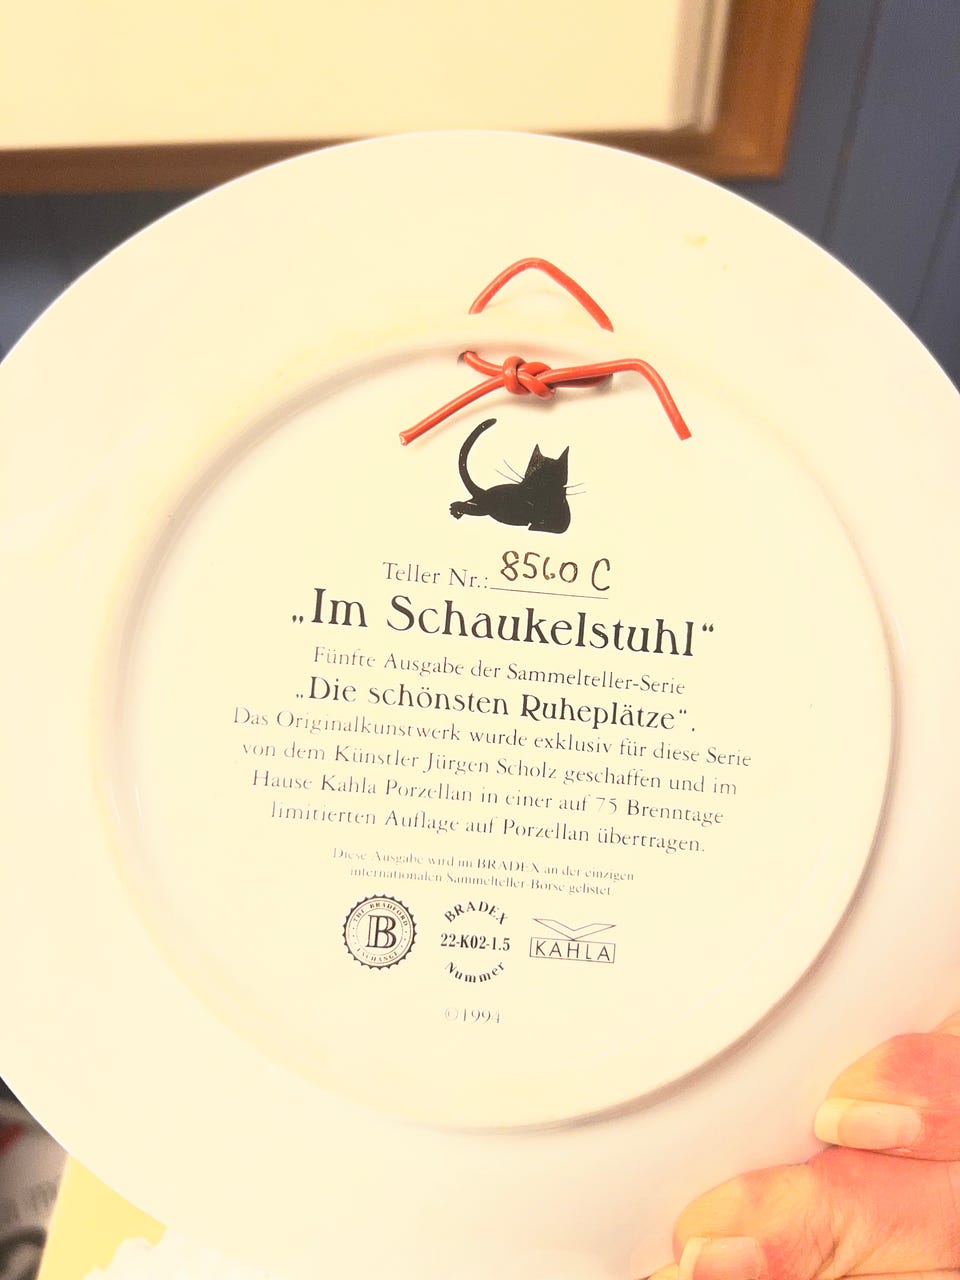 Teller Nr.: 8560 C
„Im Schaukelstuhl“
Fünfte Ausgabe der Sammelteller-Serie
„Die schönsten Ruheplätze“.
Das Originalkunstwerk wurde exklusiv für diese Serie
von dem Künstler Jürgen Scholz geschaffen und im
Hause Kahla Porzellan in einer auf 75 Brenntage
limitierten Auflage auf Porzellan übertragen.
Diese Ausgabe wird im BRADEX an der einzigen
internationalen Sammelteller-Börse gelistet.
THE BRADFORD
B
EXCHANGE
BRADEX
22-K02-1.5
Nummer
KAHLA
©1994